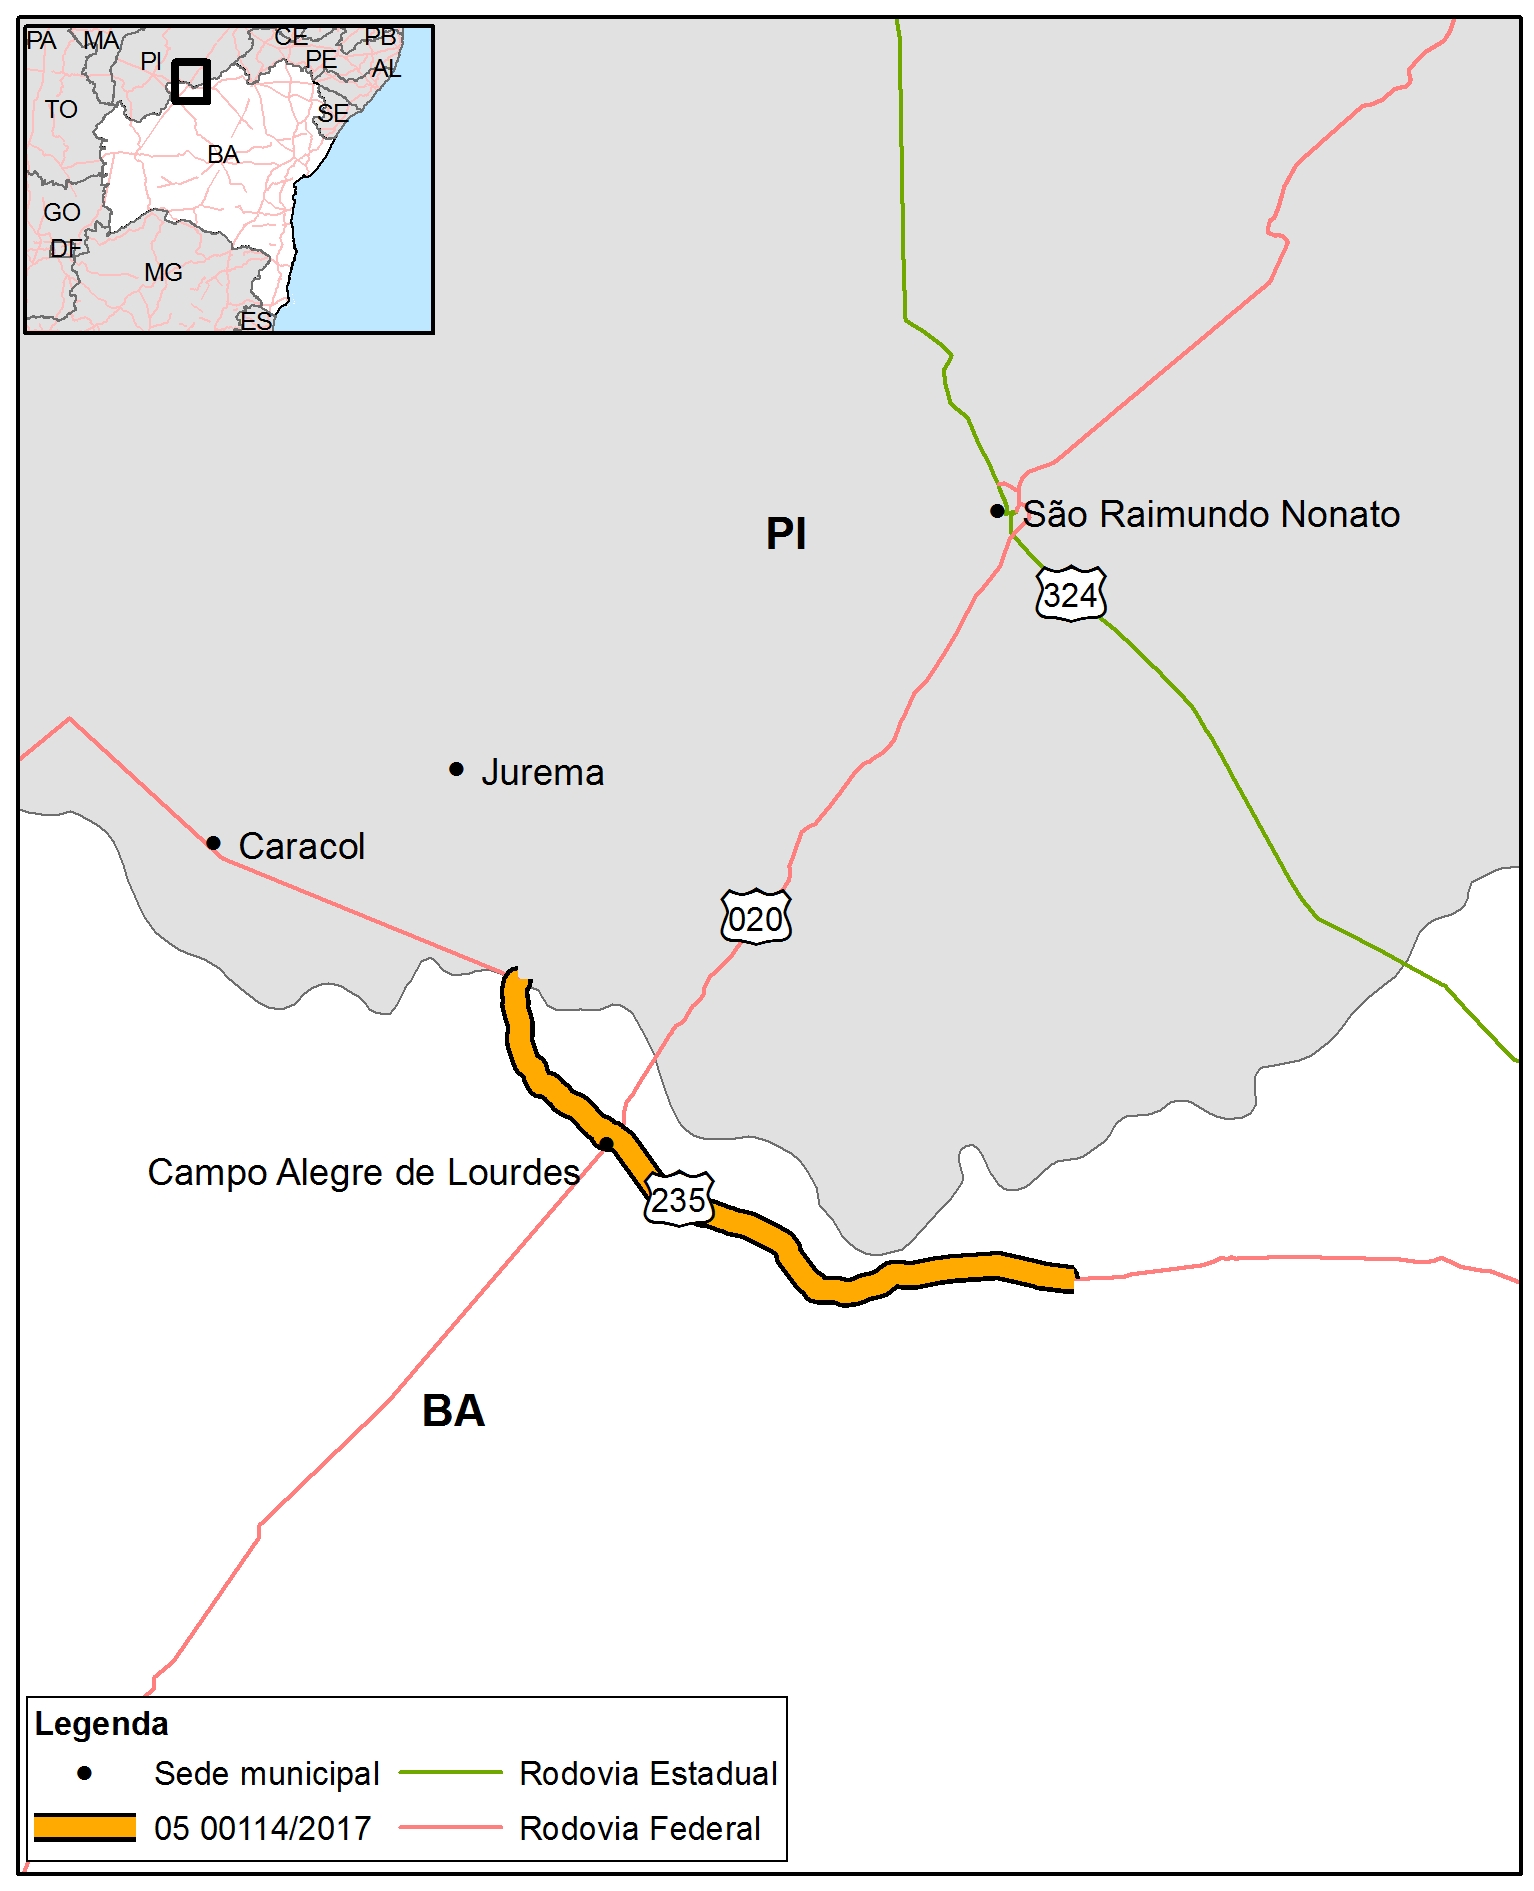 PA
MA
CE
PB
PI
PE
AL
TO
SE
BA
GO
DF
MG
ES
São Raimundo Nonato
PI
324
Jurema
Caracol
020
Campo Alegre de Lourdes
235
BA
Legenda
Sede municipal
Rodovia Estadual
05 00114/2017
Rodovia Federal